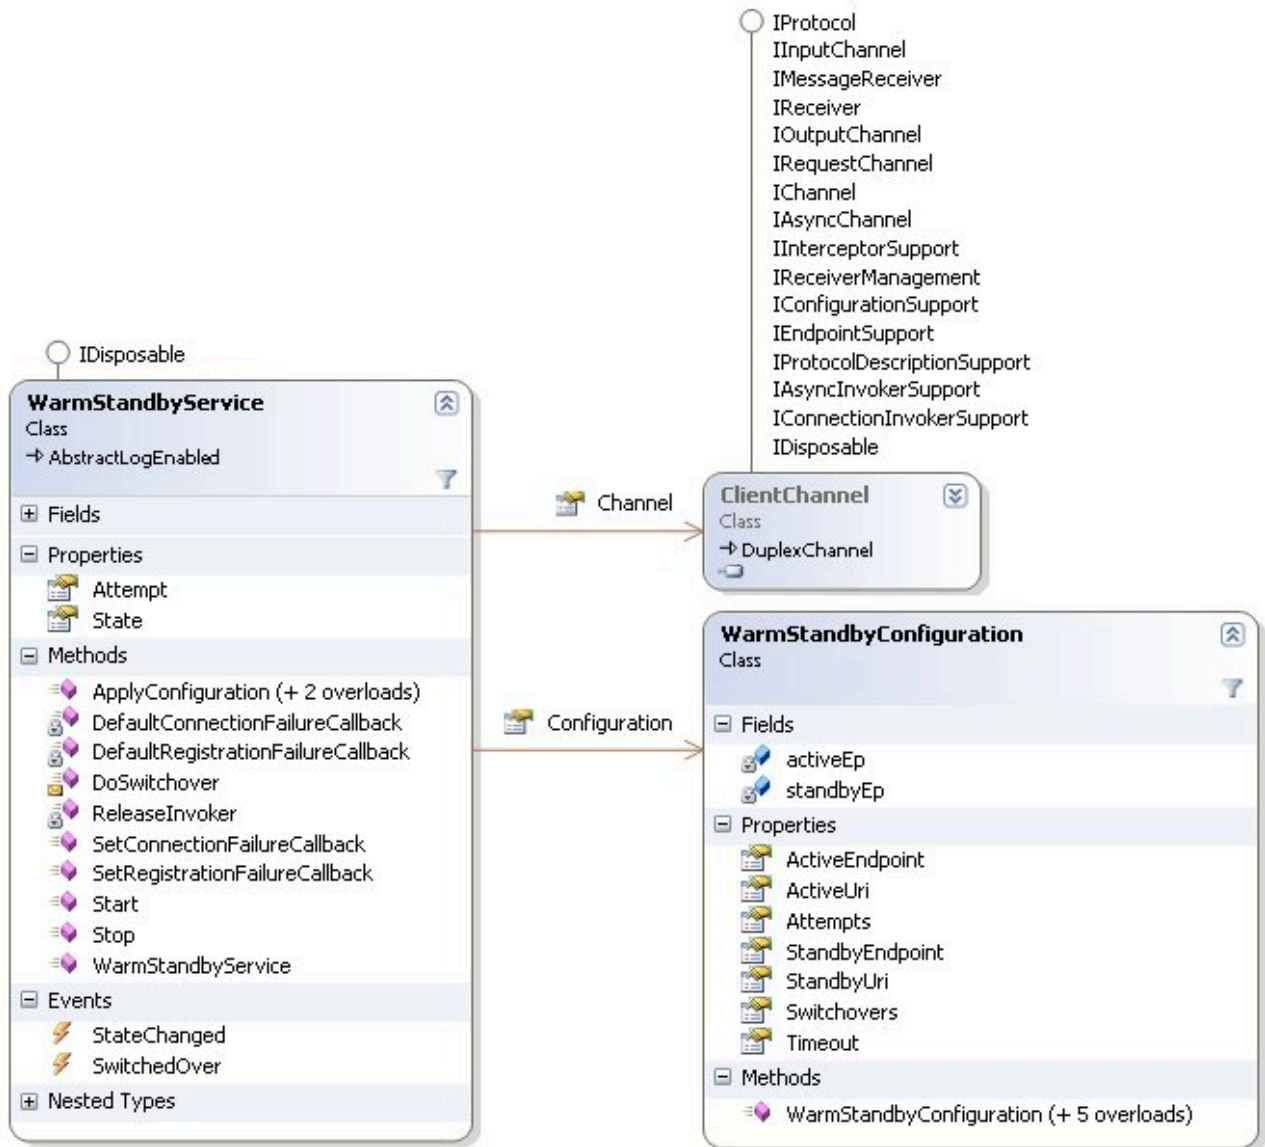 IProtocol
IInputChannel
IMessageReceiver
IReceiver
IOutputChannel
IRequestChannel
IChannel
IAsyncChannel
IInterceptorSupport
IReceiverManagement
IConfigurationSupport
IEndpointSupport
IProtocolDescriptionSupport
IAsyncInvokerSupport
IConnectionInvokerSupport
IDisposable
IDisposable
WarmStandbyService
Class
AbstractLogEnabled
Fields
Properties
Attempt
State
Methods
ApplyConfiguration (+ 2 overloads)
DefaultConnectionFailureCallback
DefaultRegistrationFailureCallback
DoSwitchover
ReleaseInvoker
SetConnectionFailureCallback
SetRegistrationFailureCallback
Start
Stop
WarmStandbyService
Events
StateChanged
SwitchedOver
Nested Types
Channel
Configuration
ClientChannel
Class
DuplexChannel
WarmStandbyConfiguration
Class
Fields
activeEp
standbyEp
Properties
ActiveEndpoint
ActiveUri
Attempts
StandbyEndpoint
StandbyUri
Switchovers
Timeout
Methods
WarmStandbyConfiguration (+ 5 overloads)